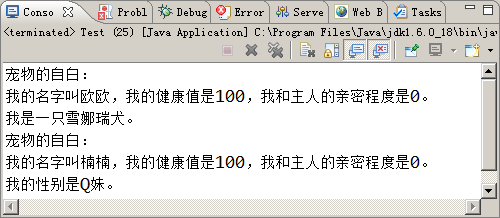 Conso Probl Debug Error Serve Web B Tasks
<terminated> Test (25) [Java Application] C:\Program Files\Java\jdk1.6.0_18\bin\jav
宠物的自白：
我的名字叫欧欧，我的健康值是100，我和主人的亲密程度是0。
我是一只雪娜瑞犬。
宠物的自白：
我的名字叫楠楠，我的健康值是100，我和主人的亲密程度是0。
我的性别是Q妹。